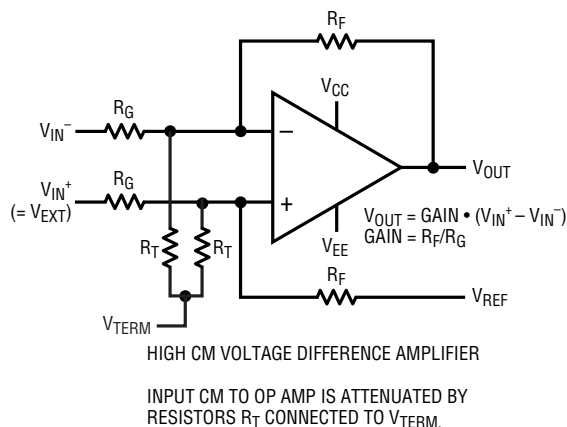 RF
RG
VCC
VIN–
–
VOUT
VIN+
(= VEXT)
RG
+
VOUT = GAIN • (VIN+ – VIN–)
GAIN = RF/RG
RT
RT
VEE
RF
VREF
VTERM
HIGH CM VOLTAGE DIFFERENCE AMPLIFIER
INPUT CM TO OP AMP IS ATTENUATED BY
RESISTORS RT CONNECTED TO VTERM.